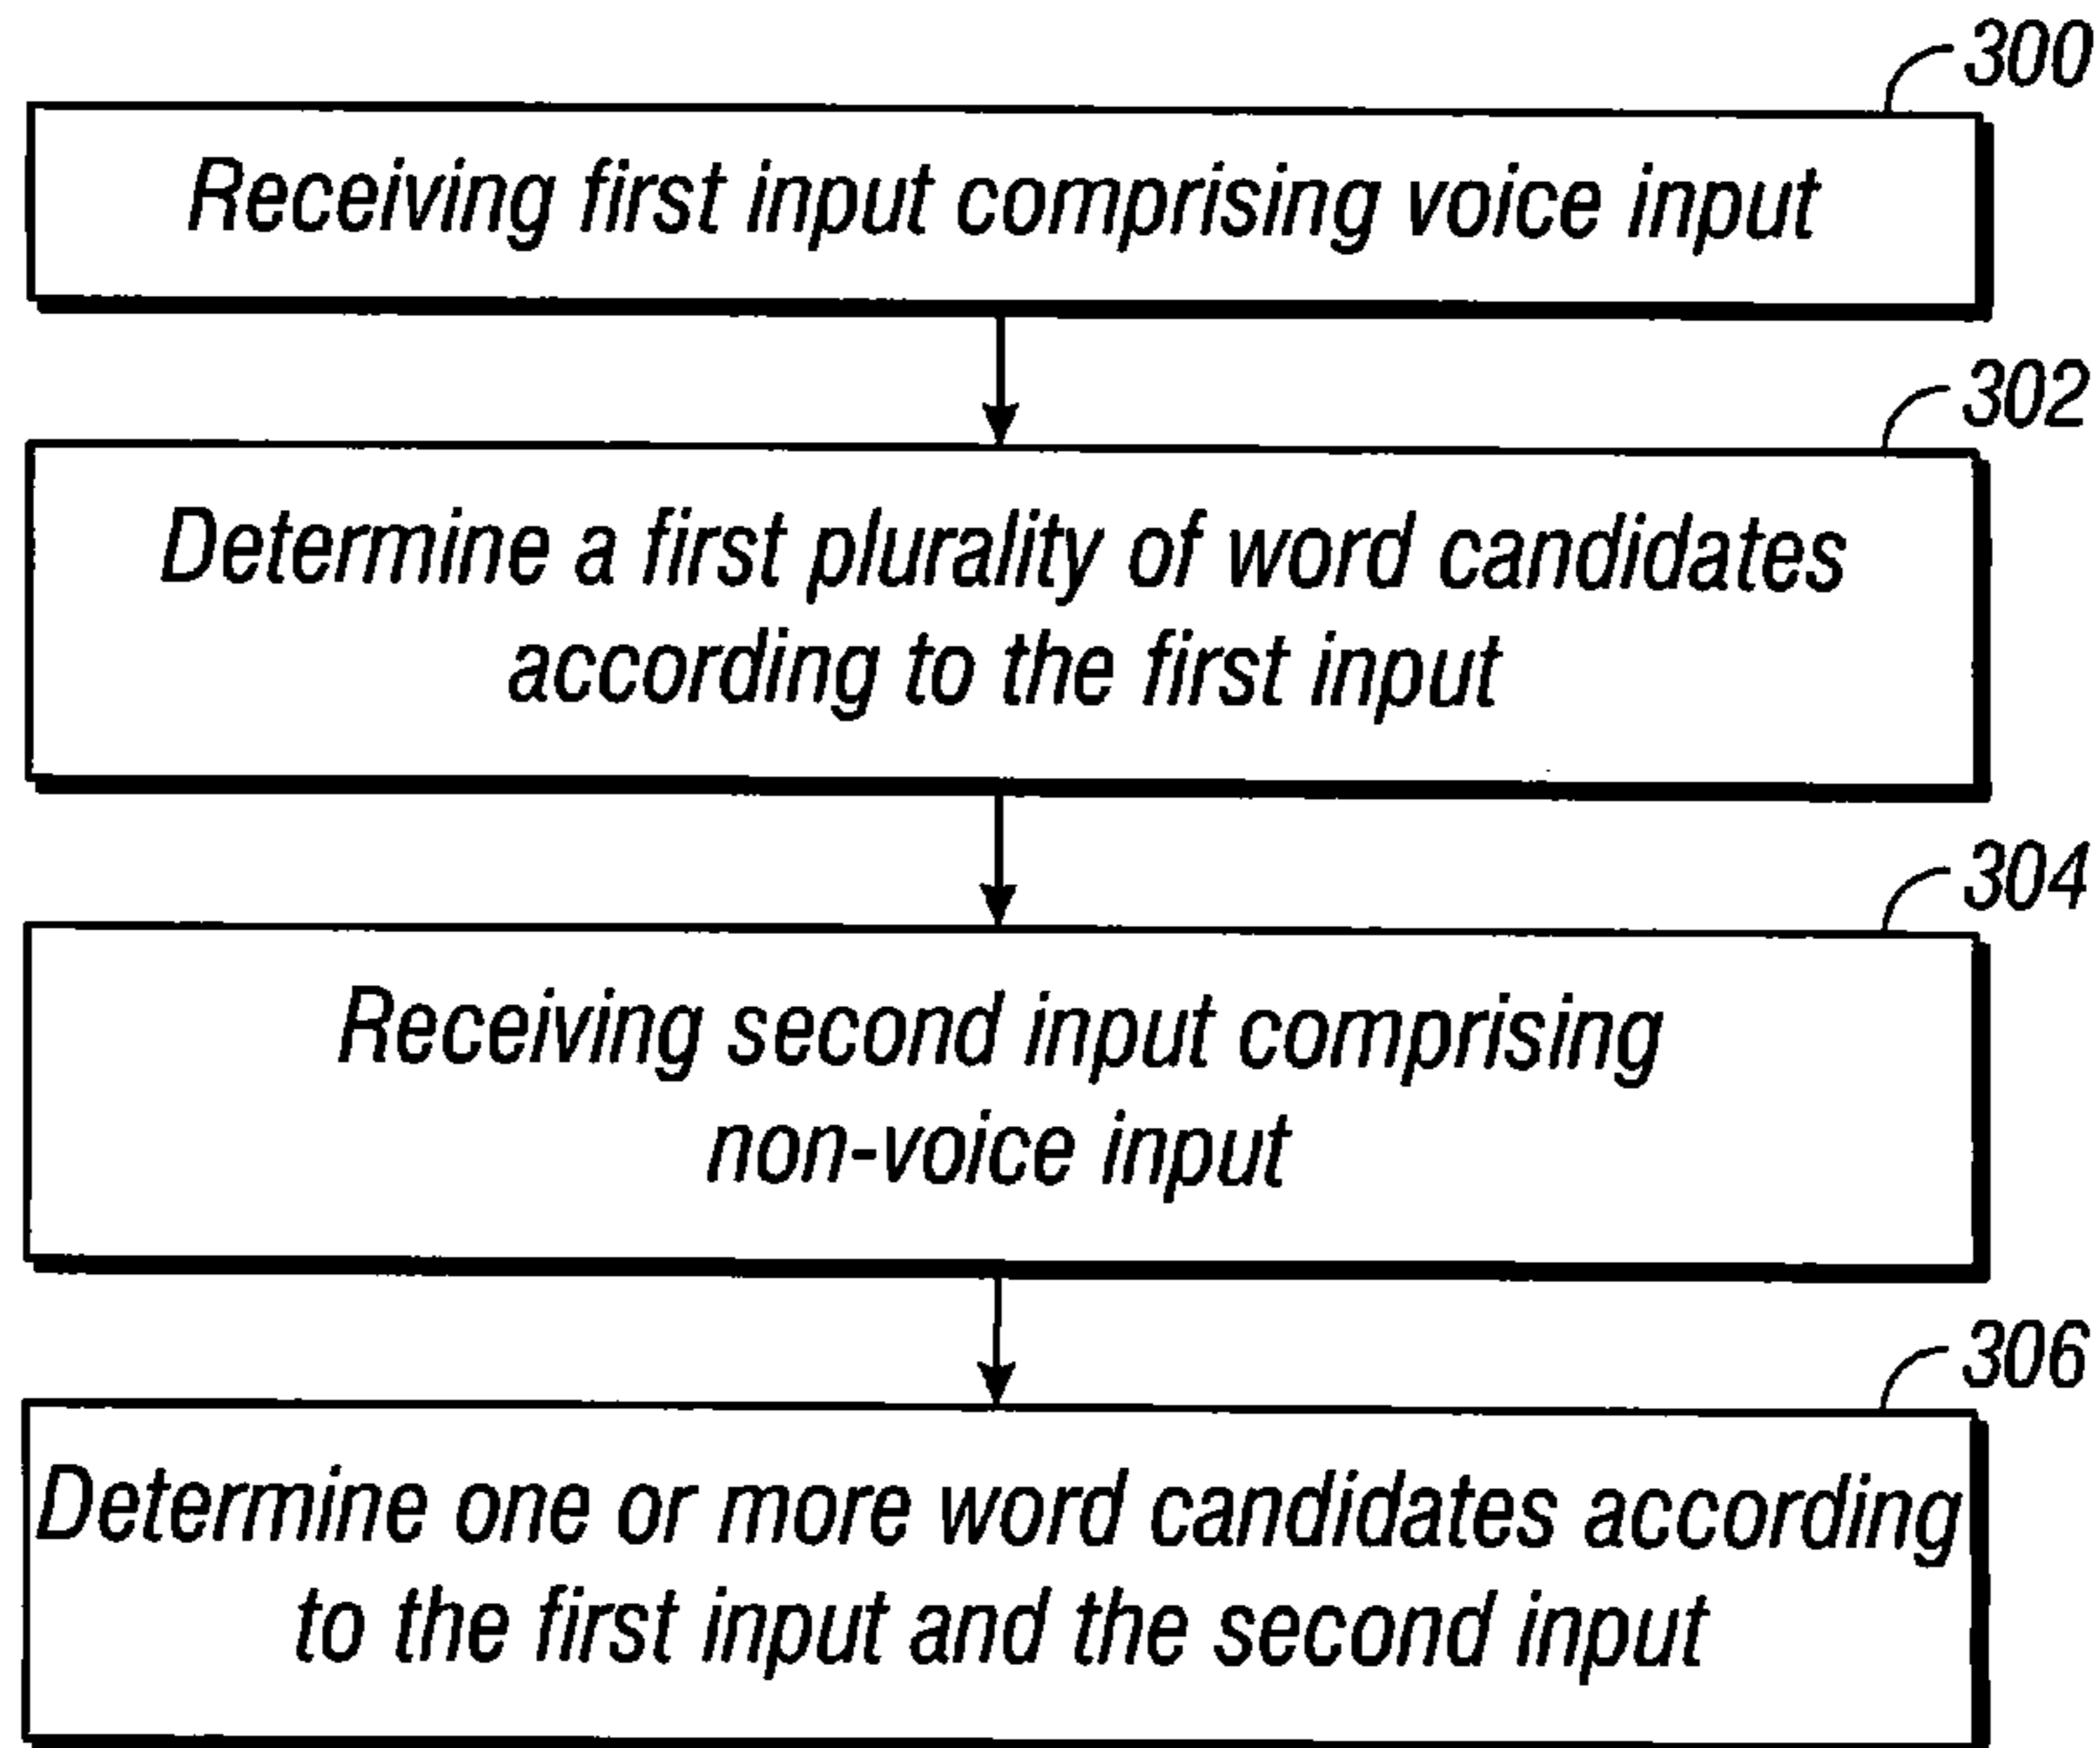 300
Receiving first input comprising voice input
302
Determine a first plurality of word candidates
according to the first input
304
Receiving second input comprising
non-voice input
306
Determine one or more word candidates according
to the first input and the second input